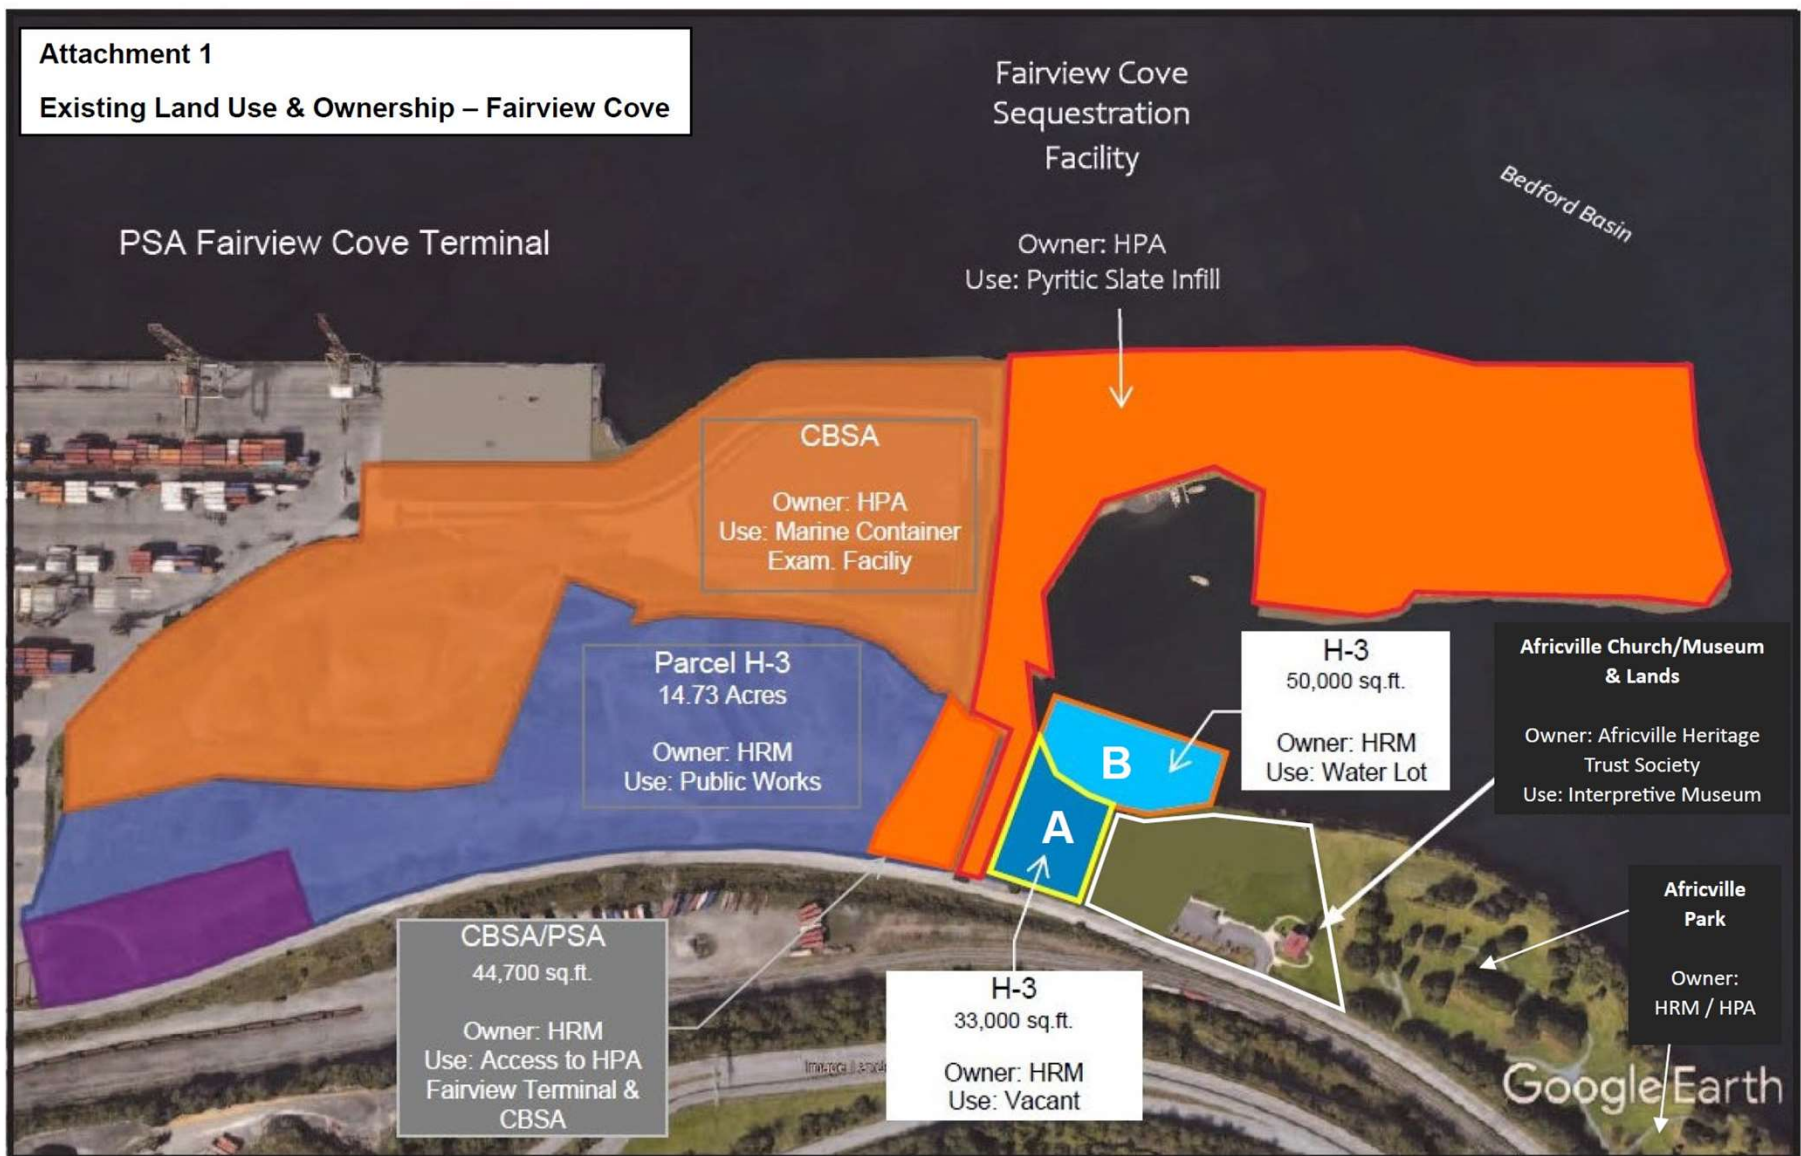 Attachment 1
Existing Land Use & Ownership – Fairview Cove
Fairview Cove
Sequestration
Facility
Owner: HPA
Use: Pyritic Slate Infill
Bedford Basin
PSA Fairview Cove Terminal
CBSA
Owner: HPA
Use: Marine Container
Exam. Faciliy
Parcel H-3
14.73 Acres
Owner: HRM
Use: Public Works
H-3
50,000 sq.ft.
Owner: HRM
Use: Water Lot
B
A
Africville Church/Museum
& Lands
Owner: Africville Heritage
Trust Society
Use: Interpretive Museum
Africville
Park
Owner:
HRM / HPA
CBSA/PSA
44,700 sq.ft.
Owner: HRM
Use: Access to HPA
Fairview Terminal &
CBSA
H-3
33,000 sq.ft.
Owner: HRM
Use: Vacant
Image
Google Earth